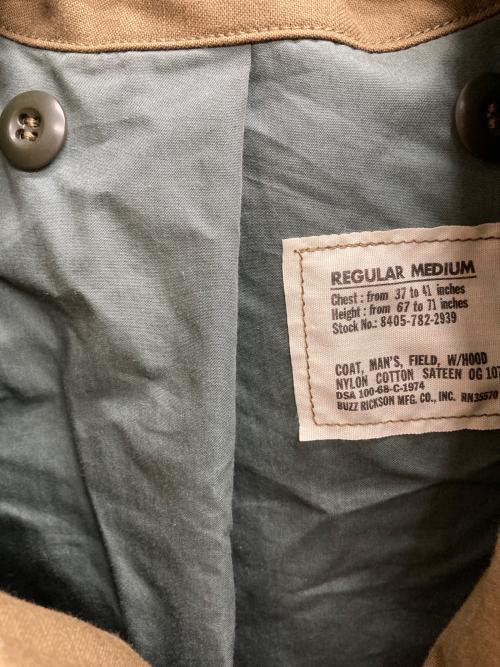 REGULAR MEDIUM
Chest : from 37 to 41 inches
Height : from 67 to 71 inches
Stock No.: 8405-782-2939
COAT, MAN'S, FIELD, W/HOOD
NYLON COTTON SATEEN OG 107
DSA 100-68-C-1974
BUZZ RICKSON MFG. CO., INC. RN35570